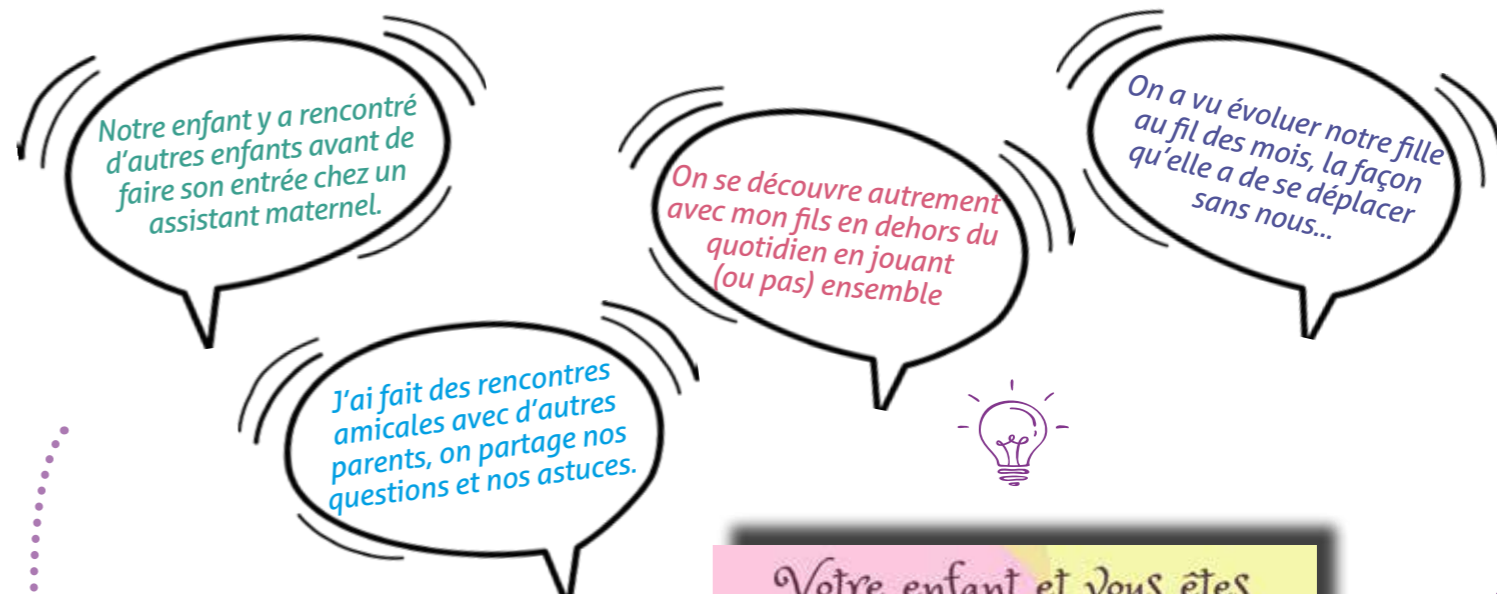 Notre enfant y a rencontré
d'autres enfants avant de
faire son entrée chez un
assistant maternel.
On se découvre autrement
avec mon fils en dehors du
quotidien en jouant
(ou pas) ensemble
On a vu évoluer notre fille
au fil des mois, la façon
qu'elle a de se déplacer
sans nous...
J'ai fait des rencontres
amicales avec d'autres
parents, on partage nos
questions et nos astuces.
Votre enfant et vous êtes